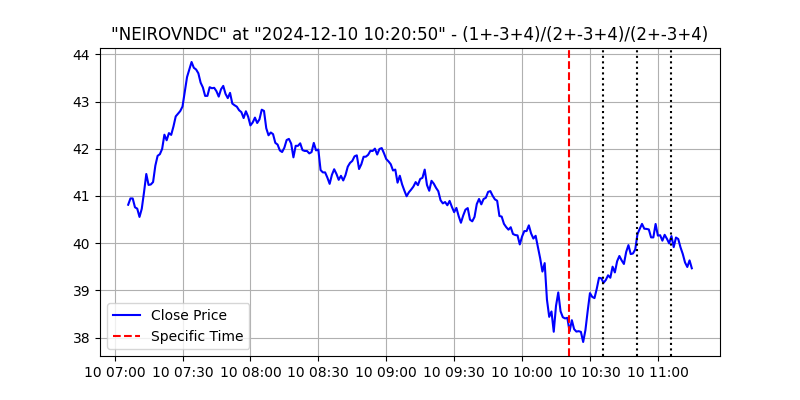 "NEIROVNDC" at "2024-12-10 10:20:50" - (1+-3+4)/(2+-3+4)/(2+-3+4)
44
43
42
41
40
39
38
Close Price
Specific Time
10 07:00 10 07:30 10 08:00 10 08:30 10 09:00 10 09:30 10 10:00 10 10:30 10 11:00